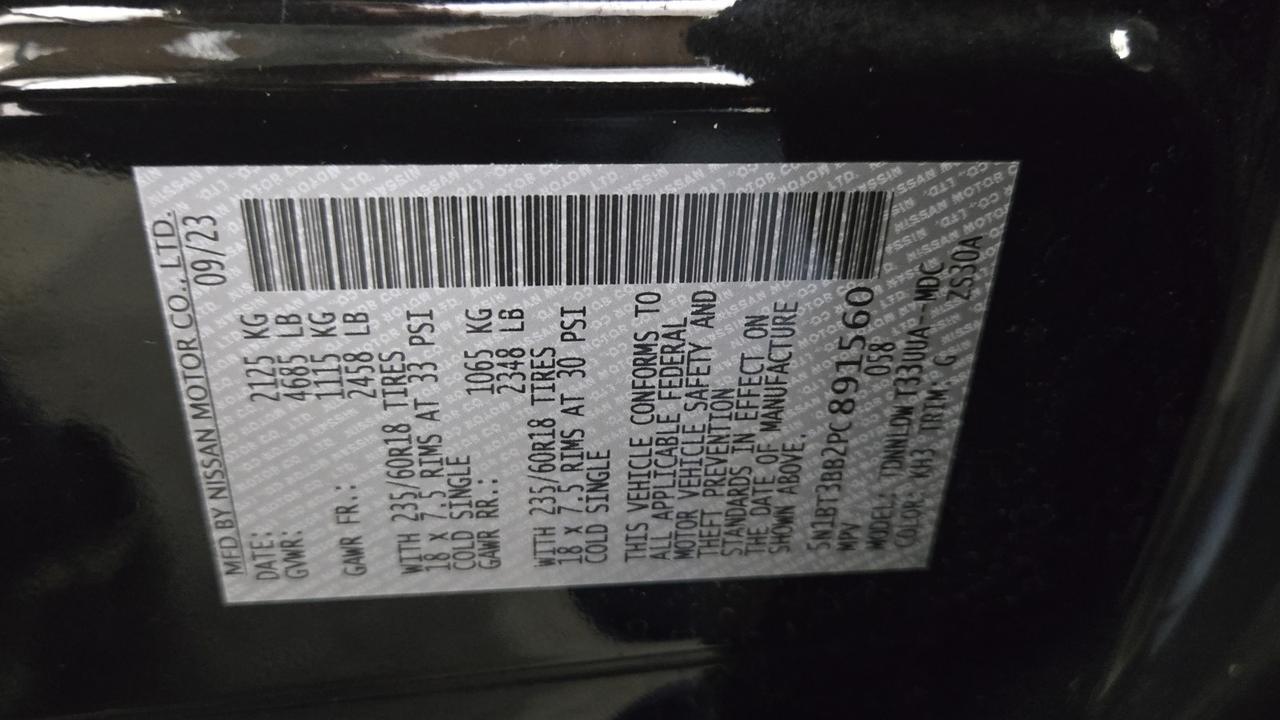 MFD BY NISSAN MOTOR CO., LTD.
DATE: 09/23
GVWR: 2125 KG
4685 LB
1115 KG
GAWR FR.: 2458 LB
WITH 235/60R18 TIRES
18 X 7.5 RIMS AT 33 PSI
COLD SINGLE
GAWR RR.: 1065 KG
2348 LB
WITH 235/60R18 TIRES
18 X 7.5 RIMS AT 30 PSI
COLD SINGLE
THIS VEHICLE CONFORMS TO
ALL APPLICABLE FEDERAL
MOTOR VEHICLE SAFETY AND
THEFT PREVENTION
STANDARDS IN EFFECT ON
THE DATE OF MANUFACTURE
SHOWN ABOVE.
5N1BT3BB2PC891560
MPV 058
MODEL: TDNNLDWT33UUA--MDC
COLOR: KH3 TRIM: G ZS30A